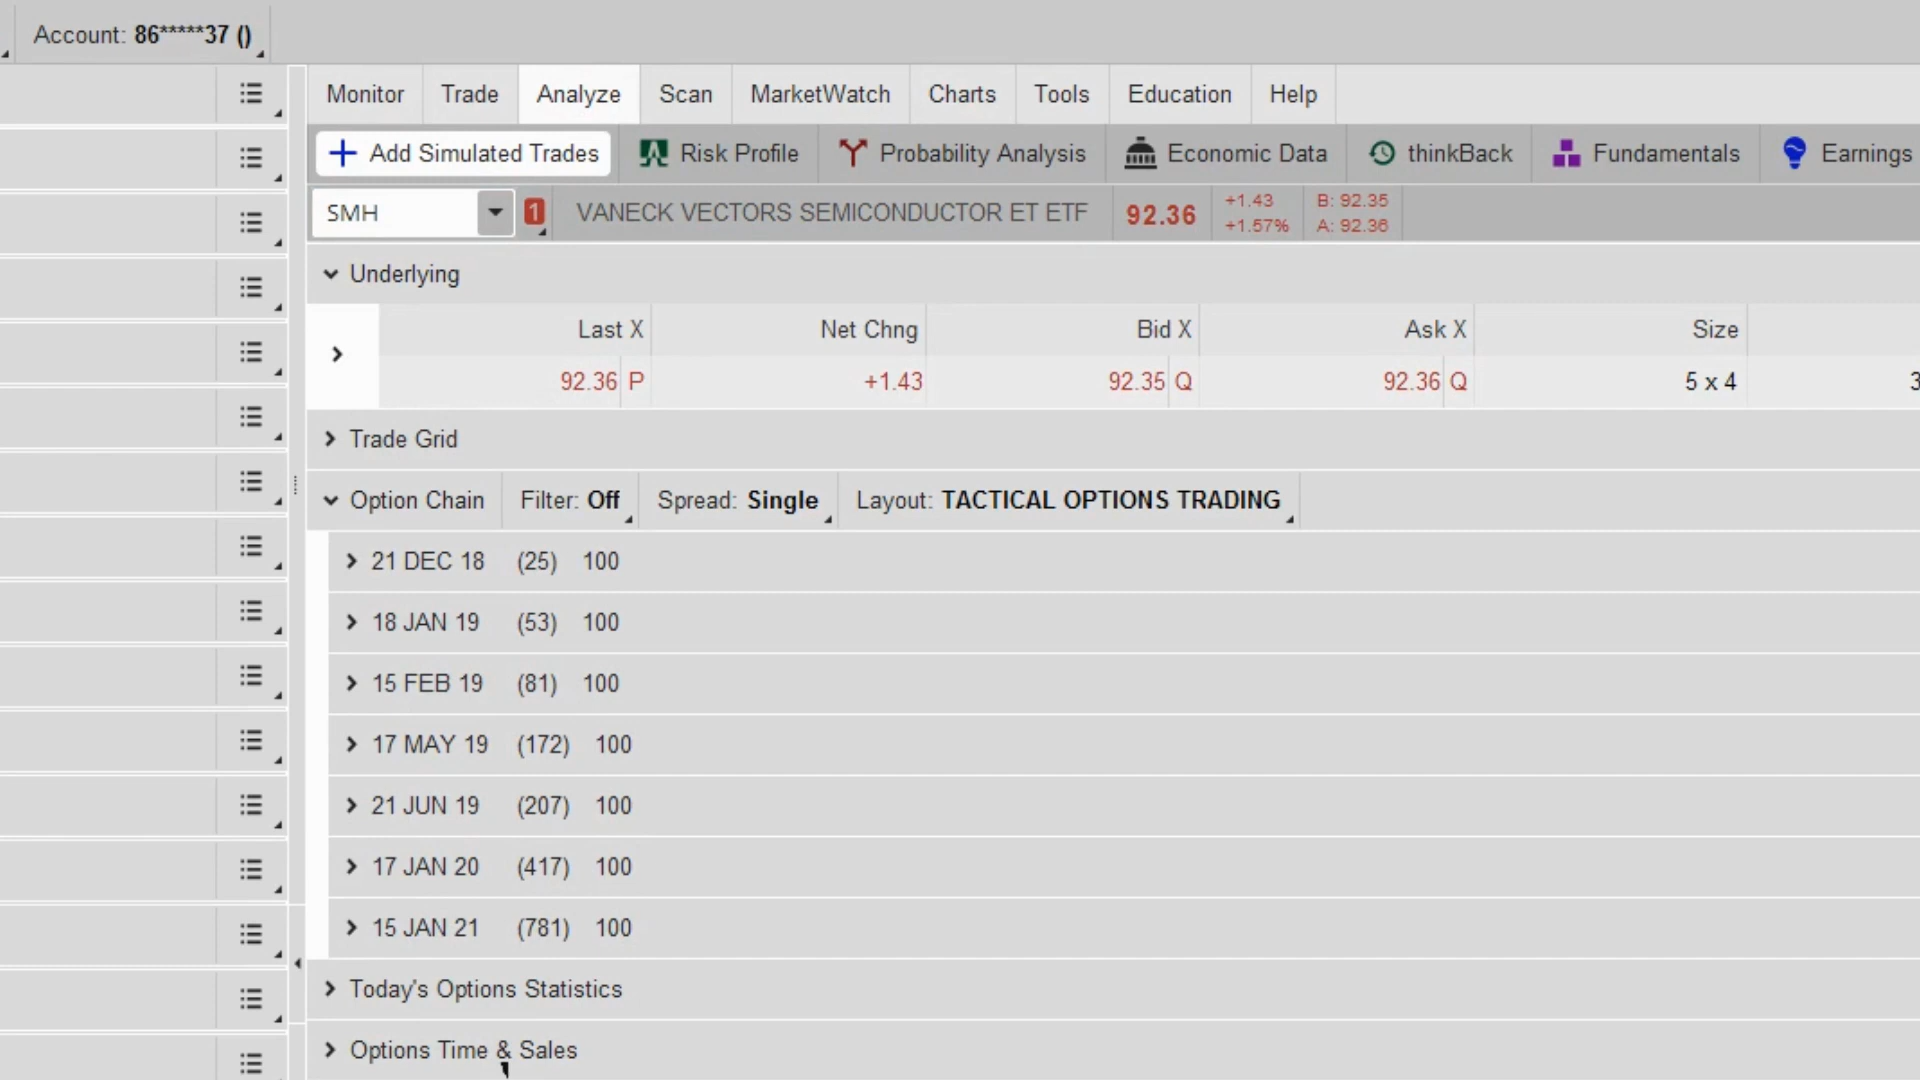 Account: 86*****37 ()
Monitor Trade Analyze Scan MarketWatch Charts Tools Education Help
Add Simulated Trades Risk Profile Probability Analysis Economic Data thinkBack Fundamentals Earnings
SMH 1 VANECK VECTORS SEMICONDUCTOR ET ETF 92.36 +1.43 B: 92.35
+1.57% A: 92.36
Underlying
Last X Net Chng Bid X Ask X Size
92.36 P +1.43 92.35 Q 92.36 Q 5 x 4 3
Trade Grid
Option Chain Filter: Off Spread: Single Layout: TACTICAL OPTIONS TRADING
21 DEC 18 (25) 100
18 JAN 19 (53) 100
15 FEB 19 (81) 100
17 MAY 19 (172) 100
21 JUN 19 (207) 100
17 JAN 20 (417) 100
15 JAN 21 (781) 100
Today's Options Statistics
Options Time & Sales